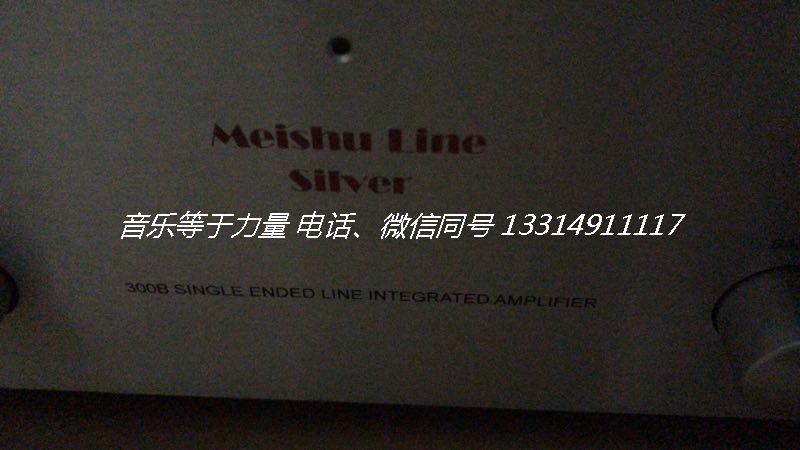 Meishu Line
Silver
音乐等于力量 电话、微信同号 13314911117
300B SINGLE ENDED LINE INTEGRATED AMPLIFIER